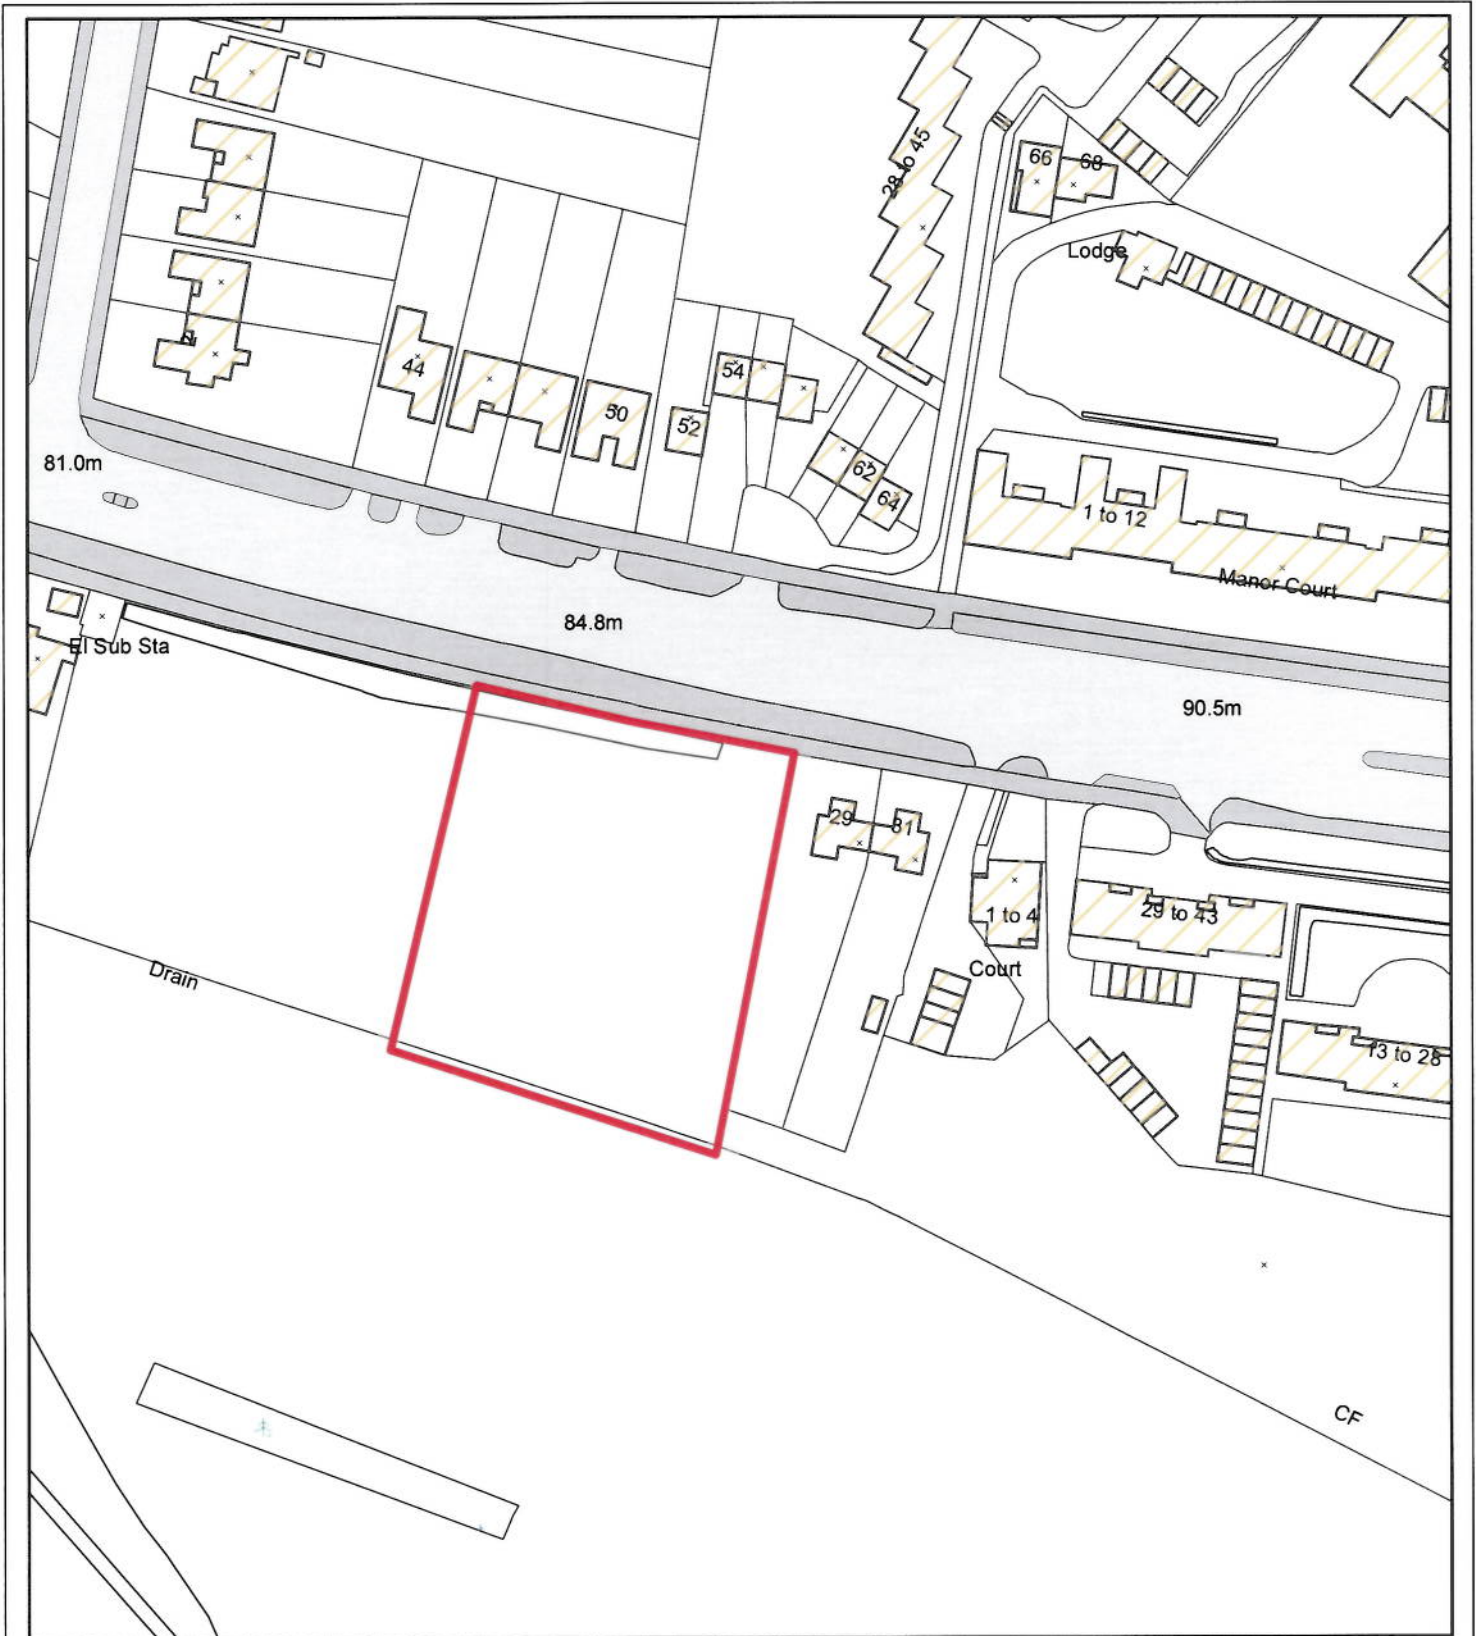 28 to 45
66
68
Lodge
44
54
50
52
62
64
81.0m
1 to 12
Manor Court
84.8m
El Sub Sta
90.5m
29
31
1 to 4
29 to 43
Court
Drain
13 to 28
CF